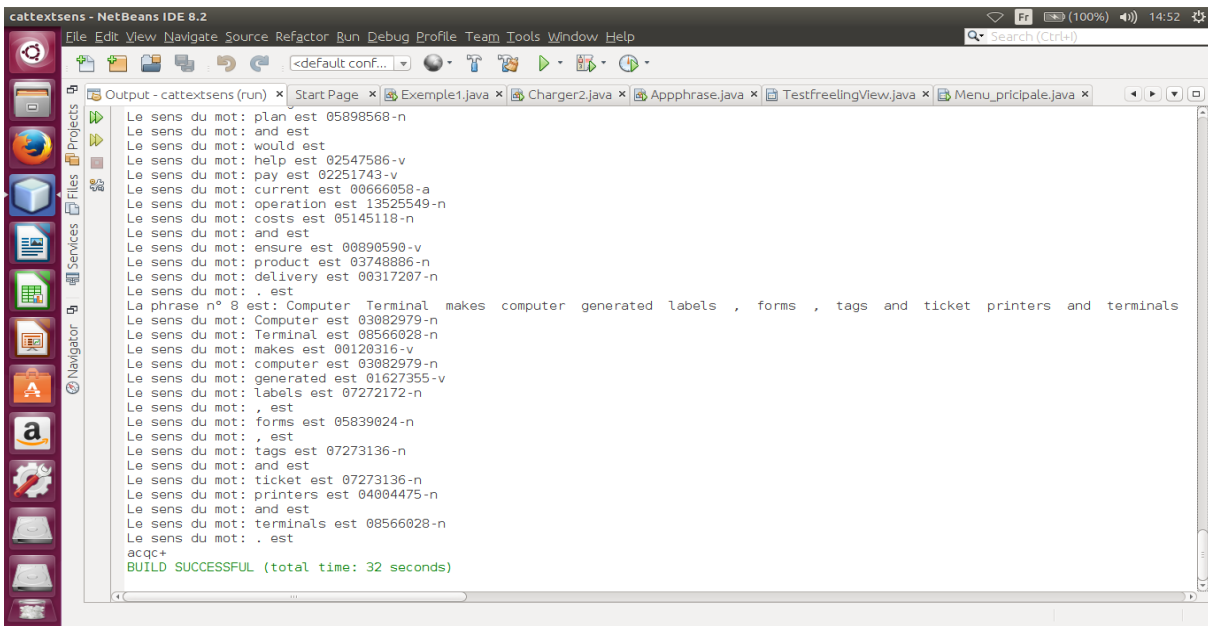 cattextsens - NetBeans IDE 8.2
Fr (100%) 14:52
File Edit View Navigate Source Refactor Run Debug Profile Team Tools Window Help
Search (Ctrl+I)
<default conf...
Output - cattextsens (run) × Start Page × Exemple1.java × Charger2.java × Appphrase.java × TestfreelingView.java × Menu_pricipale.java ×
Projects
Files
Services
Navigator
Le sens du mot: plan est 05898568-n
Le sens du mot: and est
Le sens du mot: would est
Le sens du mot: help est 02547586-v
Le sens du mot: pay est 02251743-v
Le sens du mot: current est 00666058-a
Le sens du mot: operation est 13525549-n
Le sens du mot: costs est 05145118-n
Le sens du mot: and est
Le sens du mot: ensure est 00890590-v
Le sens du mot: product est 03748886-n
Le sens du mot: delivery est 00317207-n
Le sens du mot: . est
La phrase n° 8 est: Computer Terminal makes computer generated labels , forms , tags and ticket printers and terminals
Le sens du mot: Computer est 03082979-n
Le sens du mot: Terminal est 08566028-n
Le sens du mot: makes est 00120316-v
Le sens du mot: computer est 03082979-n
Le sens du mot: generated est 01627355-v
Le sens du mot: labels est 07272172-n
Le sens du mot: , est
Le sens du mot: forms est 05839024-n
Le sens du mot: , est
Le sens du mot: tags est 07273136-n
Le sens du mot: and est
Le sens du mot: ticket est 07273136-n
Le sens du mot: printers est 04004475-n
Le sens du mot: and est
Le sens du mot: terminals est 08566028-n
Le sens du mot: . est
acqc+
BUILD SUCCESSFUL (total time: 32 seconds)